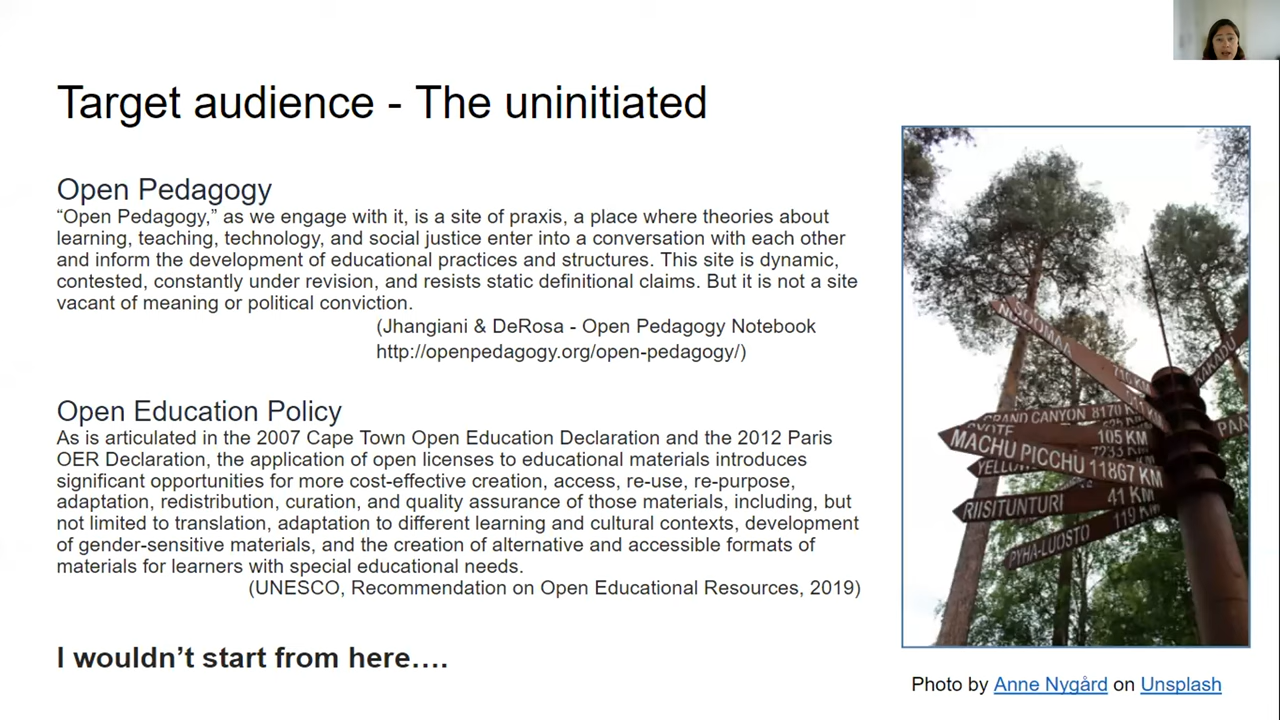 Target audience - The uninitiated
Open Pedagogy
“Open Pedagogy,” as we engage with it, is a site of praxis, a place where theories about
learning, teaching, technology, and social justice enter into a conversation with each other
and inform the development of educational practices and structures. This site is dynamic,
contested, constantly under revision, and resists static definitional claims. But it is not a site
vacant of meaning or political conviction.
(Jhangiani & DeRosa - Open Pedagogy Notebook
http://openpedagogy.org/open-pedagogy/)
Open Education Policy
As is articulated in the 2007 Cape Town Open Education Declaration and the 2012 Paris
OER Declaration, the application of open licenses to educational materials introduces
significant opportunities for more cost-effective creation, access, re-use, re-purpose,
adaptation, redistribution, curation, and quality assurance of those materials, including, but
not limited to translation, adaptation to different learning and cultural contexts, development
of gender-sensitive materials, and the creation of alternative and accessible formats of
materials for learners with special educational needs.
(UNESCO, Recommendation on Open Educational Resources, 2019)
I wouldn’t start from here….
KAKADU
GRAND CANYON 8170
105 KM
MACHU PICCHU 11867 KM
RIISITUNTURI 41 KM
PYHÄ-LUOSTO 119 KM
Photo by Anne Nygård on Unsplash